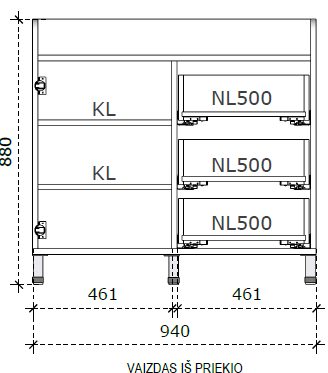 NL500
KL
880
NL500
KL
NL500
461 461
940
VAIZDAS IŠ PRIEKIO